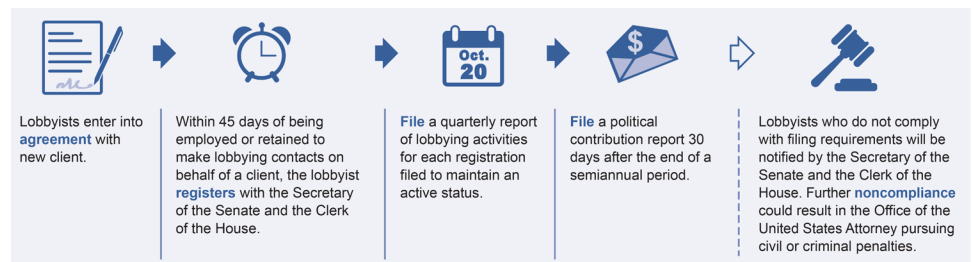 Oct.
20
$
Lobbyists enter into
agreement with
new client.
Within 45 days of being
employed or retained to
make lobbying contacts on
behalf of a client, the lobbyist
registers with the Secretary
of the Senate and the Clerk
of the House.
File a quarterly report
of lobbying activities
for each registration
filed to maintain an
active status.
File a political
contribution report 30
days after the end of a
semiannual period.
Lobbyists who do not comply
with filing requirements will be
notified by the Secretary of the
Senate and the Clerk of the
House. Further noncompliance
could result in the Office of the
United States Attorney pursuing
civil or criminal penalties.